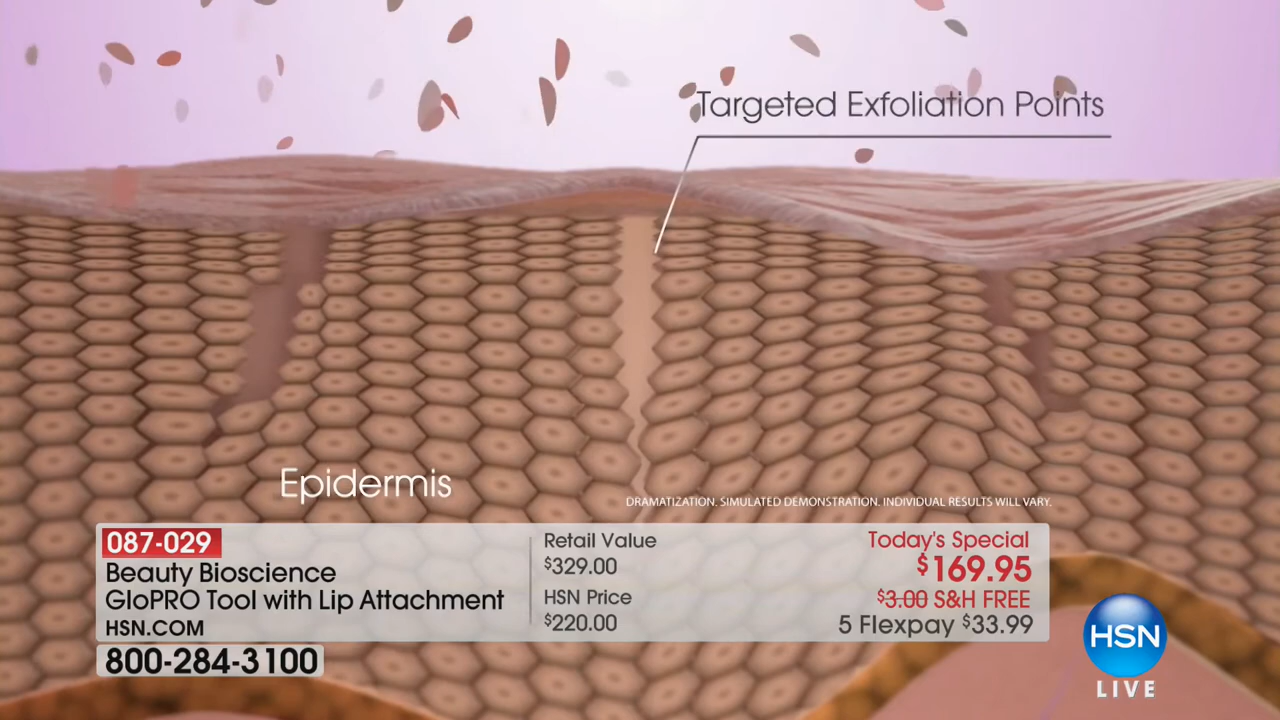 Targeted Exfoliation Points
Epidermis
DRAMATIZATION. SIMULATED DEMONSTRATION. INDIVIDUAL RESULTS WILL VARY.
087-029
Beauty Bioscience
GloPRO Tool with Lip Attachment
HSN.COM
800-284-3100
Retail Value
$329.00
HSN Price
$220.00
Today's Special
$169.95
$3.00 S&H FREE
5 Flexpay $33.99
HSN
LIVE